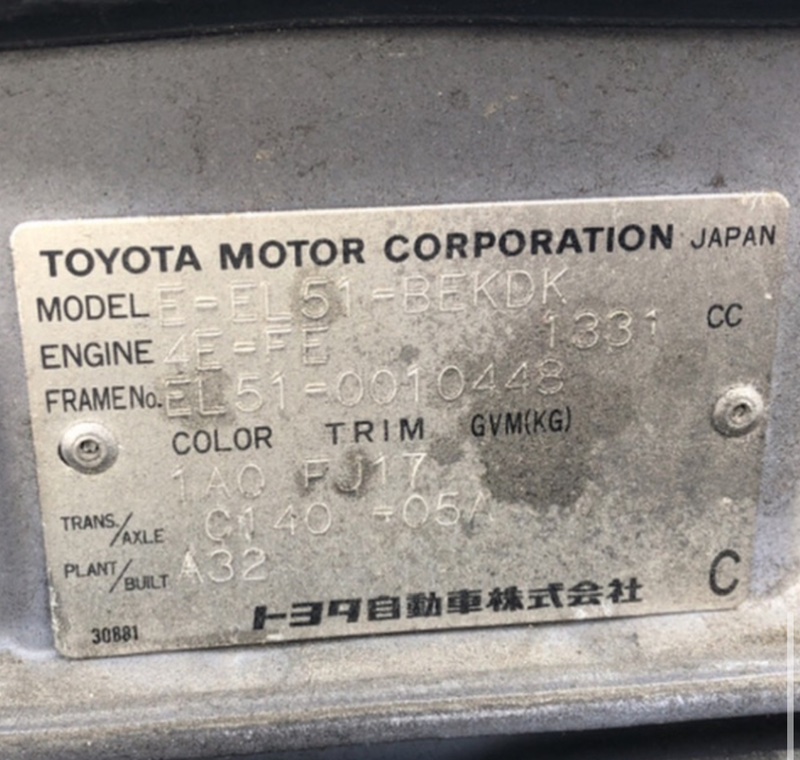 TOYOTA MOTOR CORPORATION JAPAN
MODEL E-EL51-BEKDK
ENGINE 4E-FE 1331 CC
FRAME No. EL51-0010448
COLOR TRIM GVM(KG)
1A0 FJ17
TRANS./AXLE C140 -05A
PLANT/BUILT A32
C
トヨタ自動車株式会社
30881